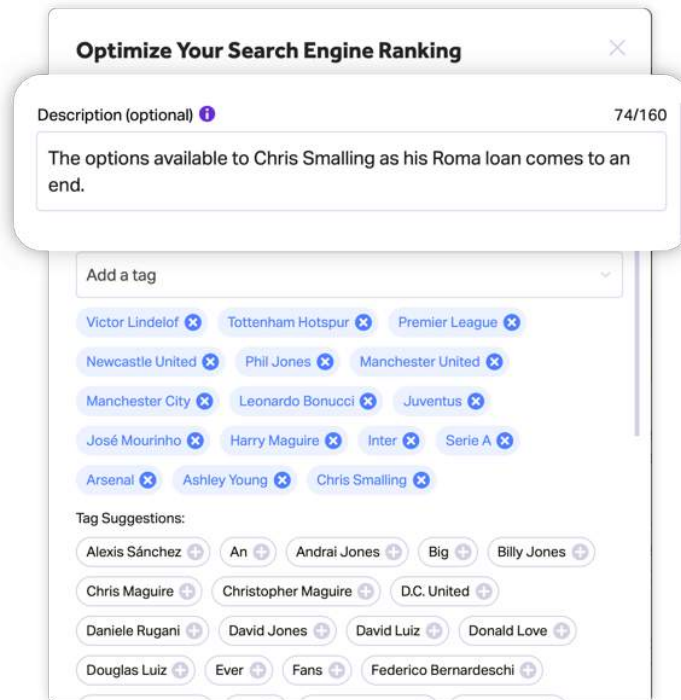 Optimize Your Search Engine Ranking
Description (optional) 74/160
The options available to Chris Smalling as his Roma loan comes to an
end.
Add a tag
Victor Lindelof Tottenham Hotspur Premier League
Newcastle United Phil Jones Manchester United
Manchester City Leonardo Bonucci Juventus
José Mourinho Harry Maguire Inter Serie A
Arsenal Ashley Young Chris Smalling
Tag Suggestions:
Alexis Sánchez An Andrai Jones Big Billy Jones
Chris Maguire Christopher Maguire D.C. United
Daniele Rugani David Jones David Luiz Donald Love
Douglas Luiz Ever Fans Federico Bernardeschi